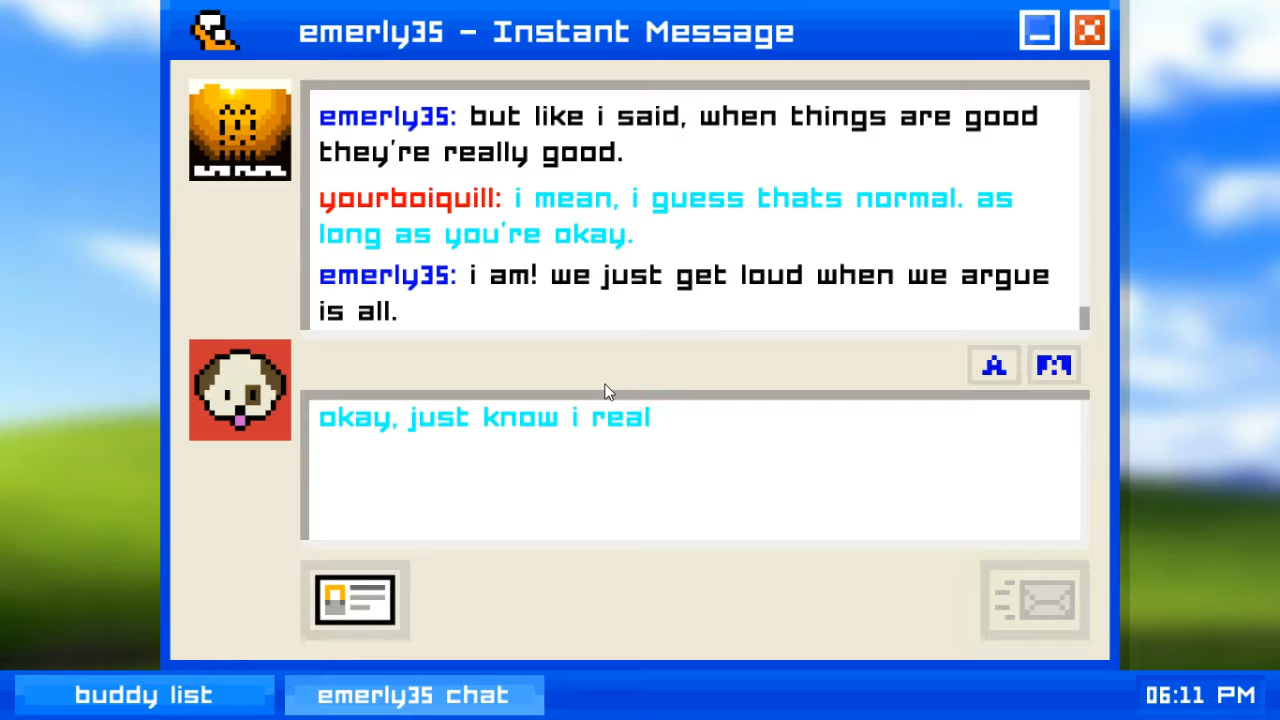 emerly35 - Instant Message
emerly35: but like i said, when things are good
they're really good.
yourboiquill: i mean, i guess thats normal. as
long as you're okay.
emerly35: i am! we just get loud when we argue
is all.
A
okay, just know i real
buddy list
emerly35 chat
06:11 PM